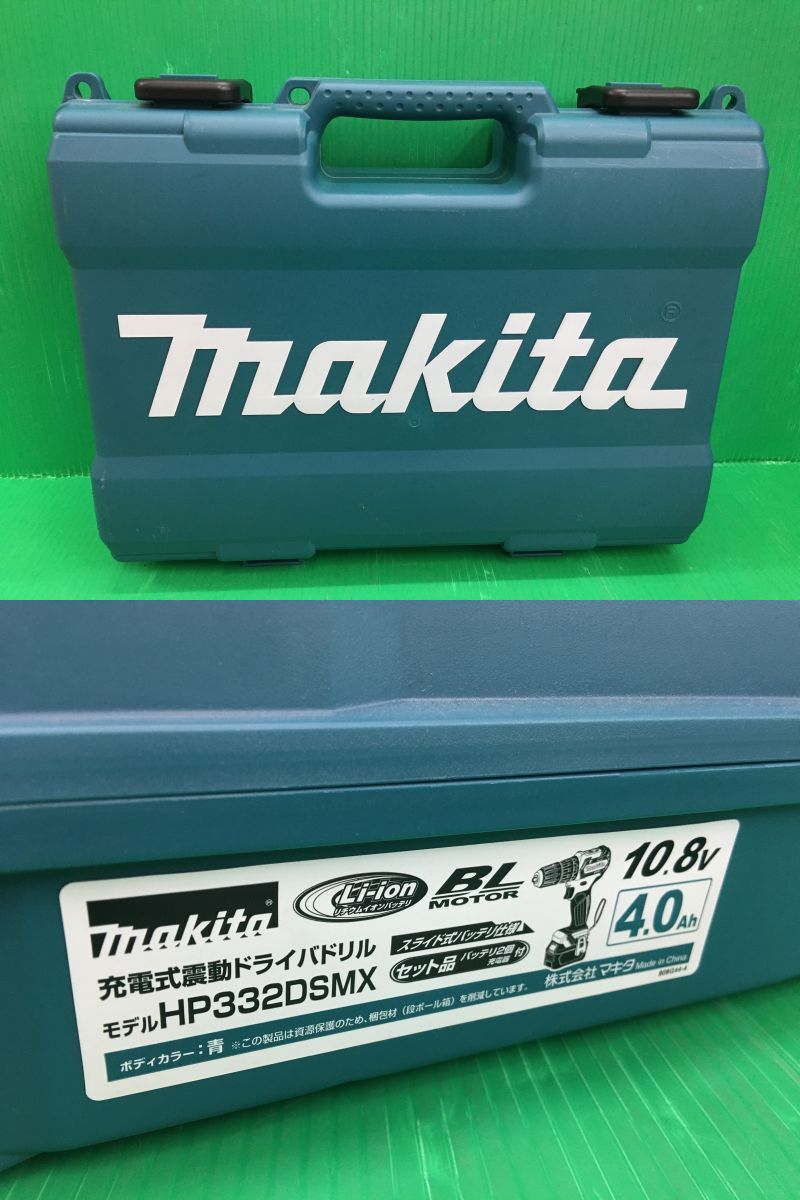 makita
®
makita®
Li-ion
リチウムイオンバッテリ
BL
MOTOR
10.8V
4.0Ah
充電式震動ドライバドリル
モデルHP332DSMX
スライド式バッテリ仕様
セット品 バッテリ2個 充電器 付
株式会社 マキタ Made in China
ボディカラー：青 ※この製品は資源保護のため、梱包材（段ボール箱）を削減しています。